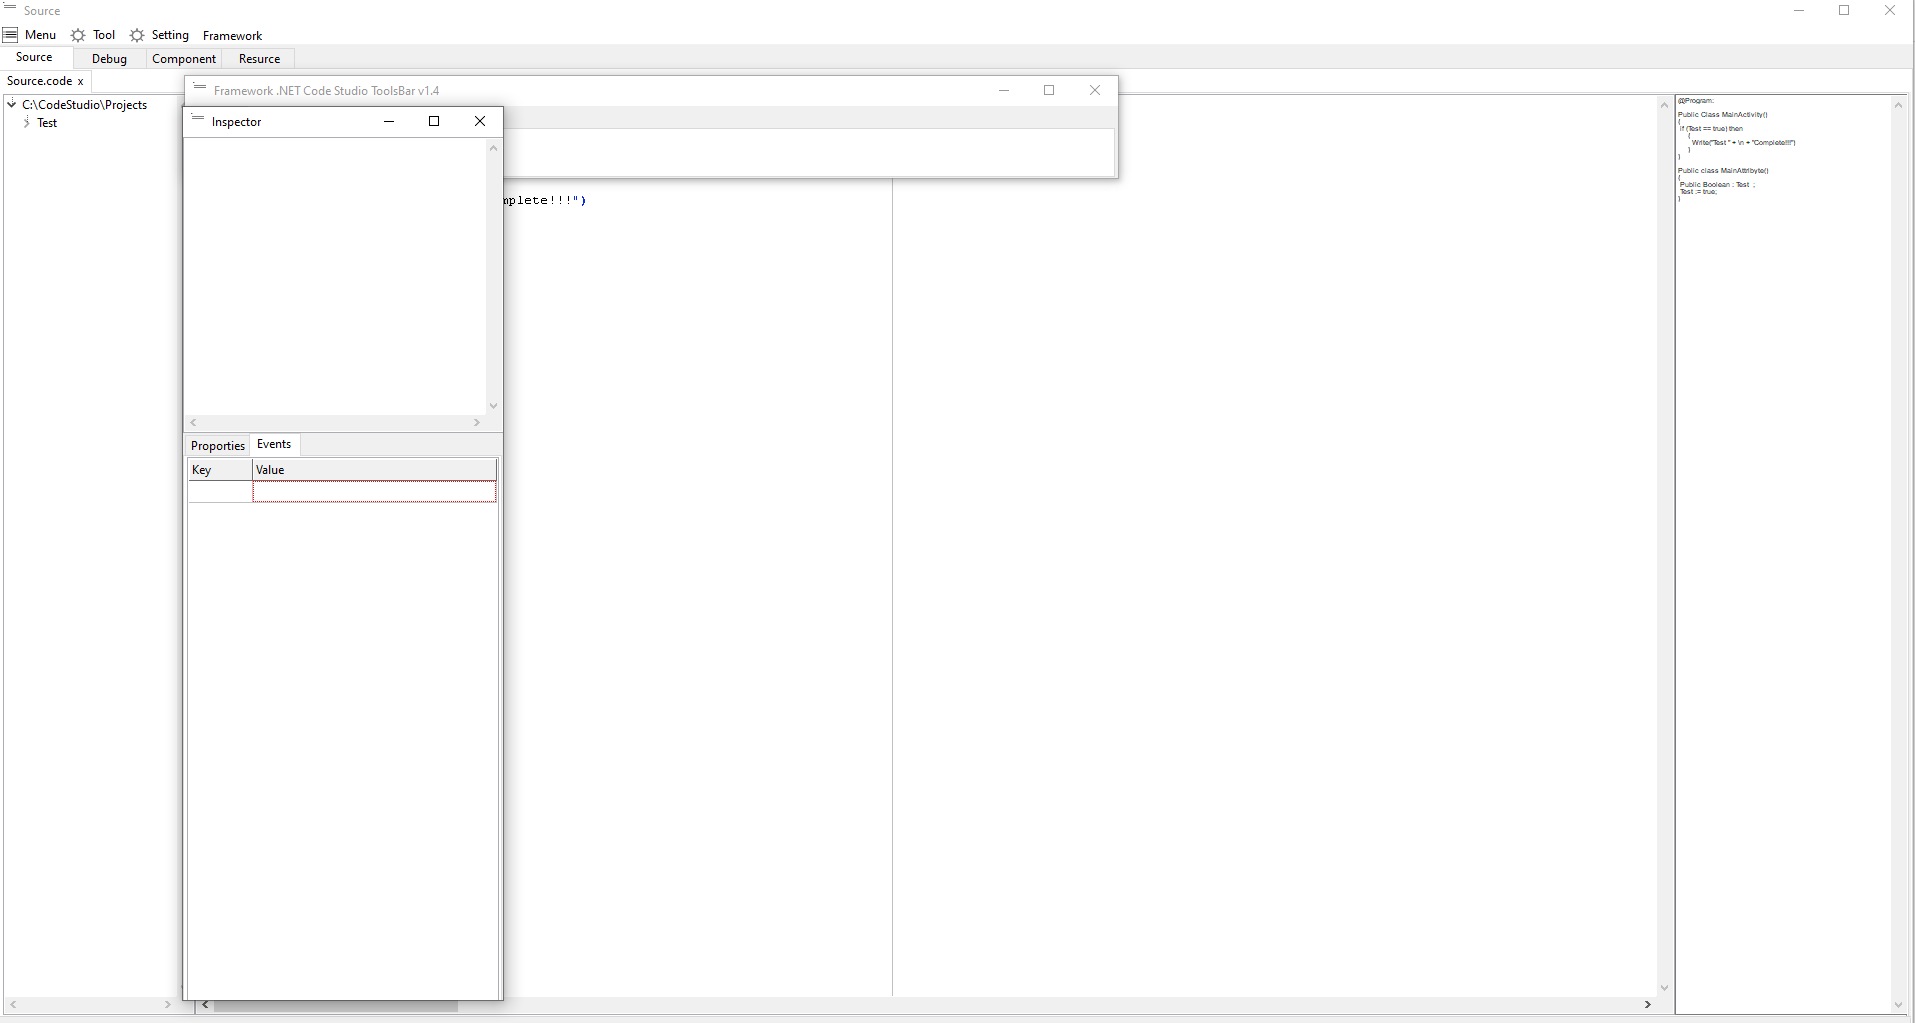 Source
Menu Tool Setting Framework
Source Debug Component Resurce
Source.code x
C:\CodeStudio\Projects
Test
Framework .NET Code Studio ToolsBar v1.4
Inspector
Proporties Events
Key Value
mplete!!!")
@Program:
Public Class MainActivity()
{
if (Test == true) then
{
Write("Test " + \n + "Complete!!!")
}
}
Public class MainAttribyte()
{
Public Boolean : Test ;
Test := true;
}